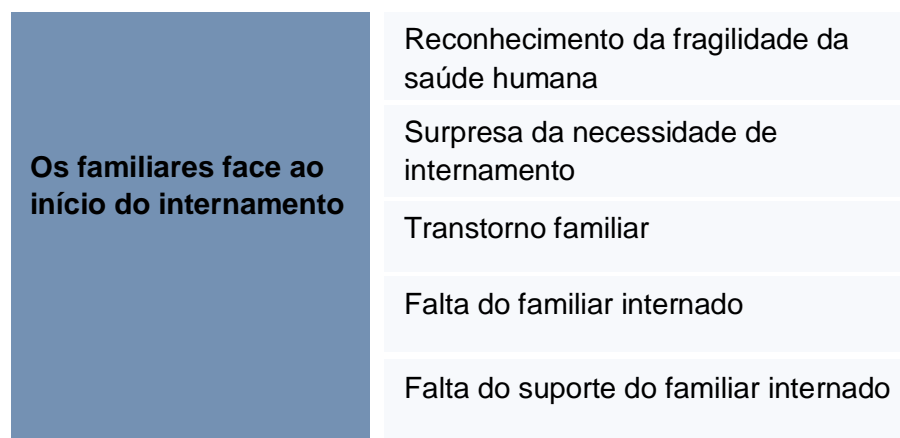 Os familiares face ao
início do internamento
Reconhecimento da fragilidade da
saúde humana
Surpresa da necessidade de
internamento
Transtorno familiar
Falta do familiar internado
Falta do suporte do familiar internado